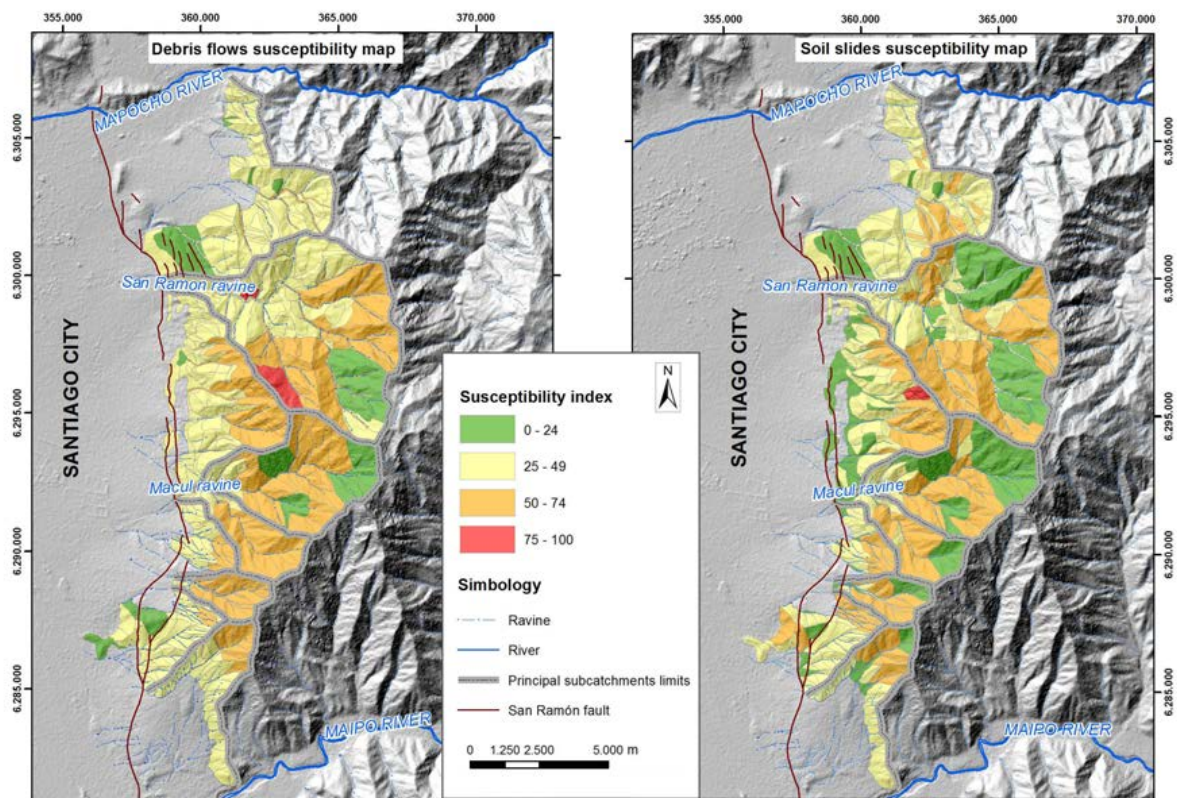 355.000 360.000 365.000 370.000
355.000 360.000 365.000 370.000
Debris flows susceptibility map
MAPOCHO RIVER
6.305.000
6.300.000
San Ramon ravine
SANTIAGO CITY
6.295.000
Macul ravine
6.290.000
6.285.000
MAIPO RIVER
Soil slides susceptibility map
MAPOCHO RIVER
6.305.000
6.300.000
San Ramon ravine
SANTIAGO CITY
6.295.000
Macul ravine
6.290.000
6.285.000
MAIPO RIVER
N
Susceptibility index
0 - 24
25 - 49
50 - 74
75 - 100
Simbology
Ravine
River
Principal subcatchments limits
San Ramón fault
0 1.250 2.500 5.000 m